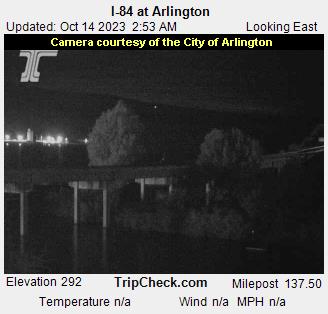 I-84 at Arlington
Updated: Oct 14 2023 2:53 AM Looking East
Camera courtesy of the City of Arlington
Elevation 292 TripCheck.com Milepost 137.50
Temperature n/a Wind n/a MPH n/a